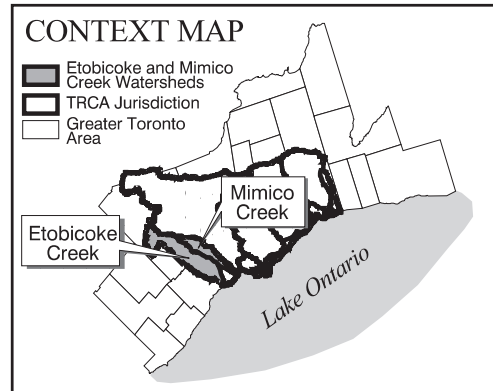 CONTEXT MAP
Etobicoke and Mimico
Creek Watersheds
TRCA Jurisdiction
Greater Toronto
Area
Mimico
Creek
Etobicoke
Creek
Lake Ontario